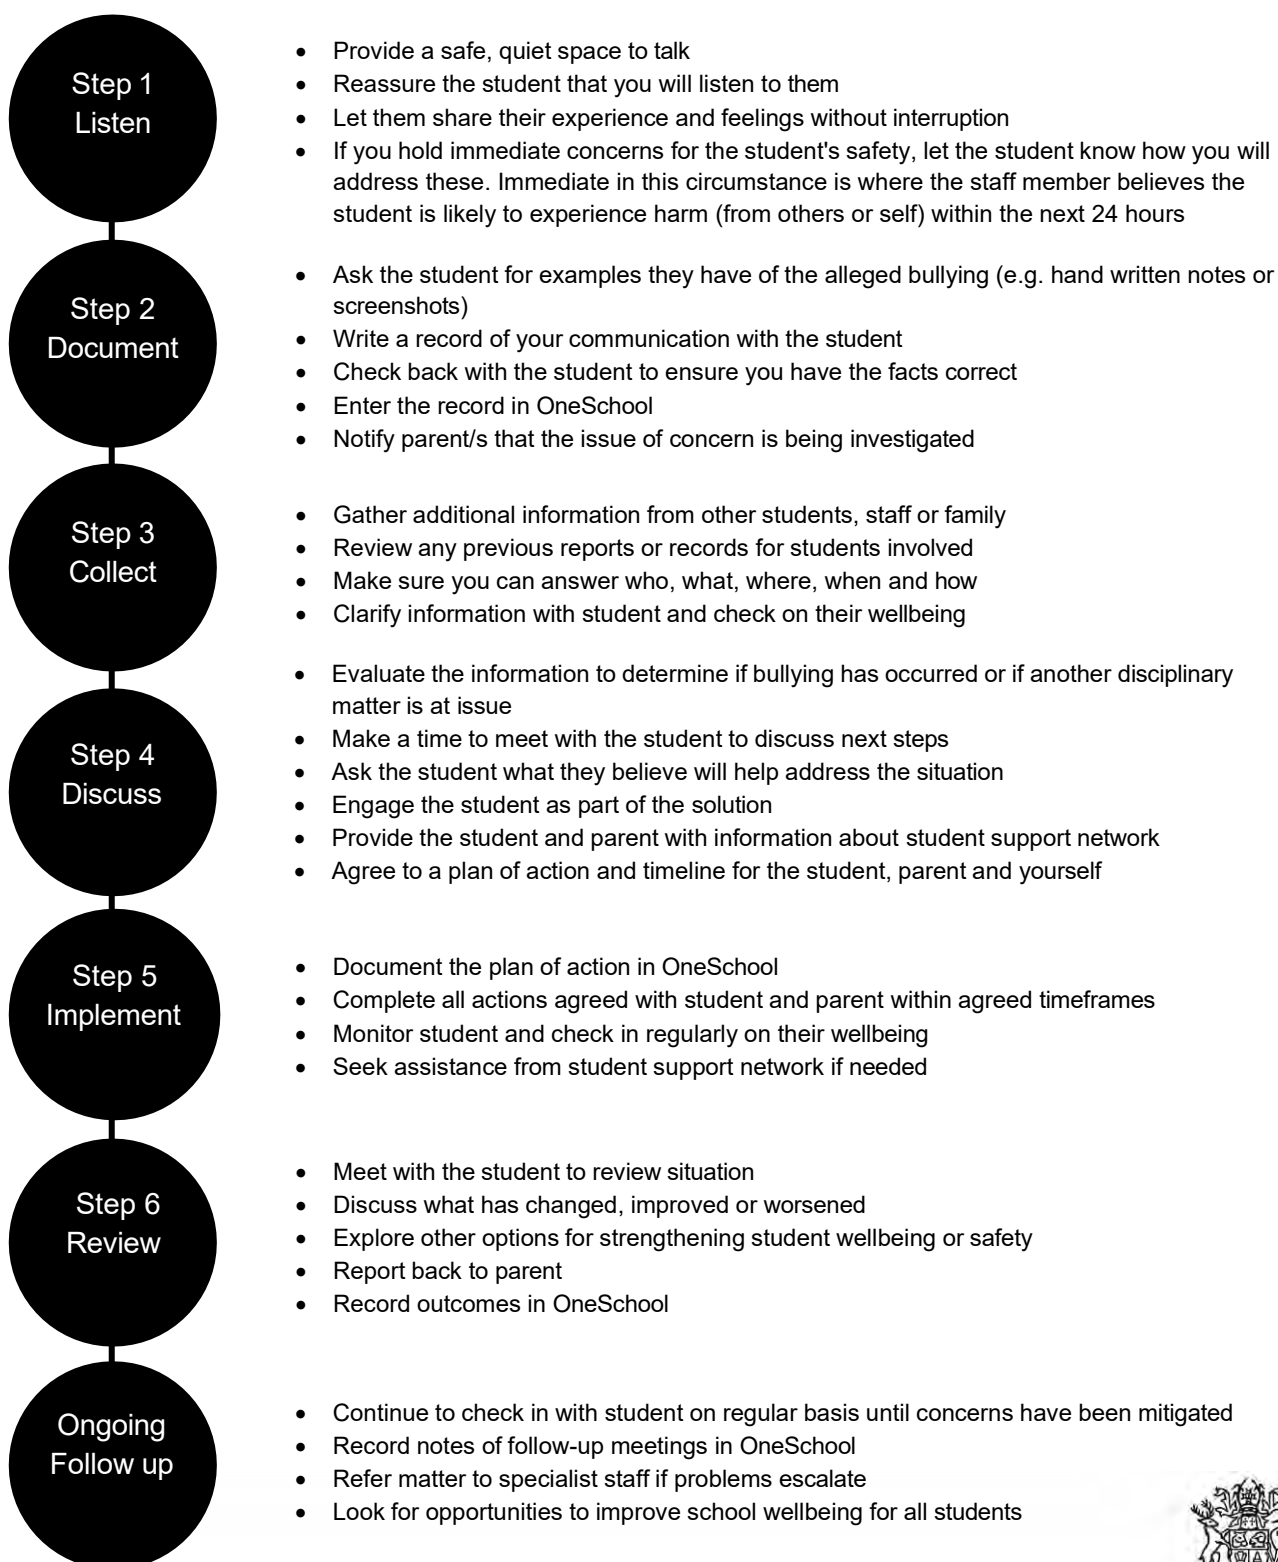 Step 1
Listen
• Provide a safe, quiet space to talk
• Reassure the student that you will listen to them
• Let them share their experience and feelings without interruption
• If you hold immediate concerns for the student's safety, let the student know how you will
address these. Immediate in this circumstance is where the staff member believes the
student is likely to experience harm (from others or self) within the next 24 hours
Step 2
Document
• Ask the student for examples they have of the alleged bullying (e.g. hand written notes or
screenshots)
• Write a record of your communication with the student
• Check back with the student to ensure you have the facts correct
• Enter the record in OneSchool
• Notify parent/s that the issue of concern is being investigated
Step 3
Collect
• Gather additional information from other students, staff or family
• Review any previous reports or records for students involved
• Make sure you can answer who, what, where, when and how
• Clarify information with student and check on their wellbeing
Step 4
Discuss
• Evaluate the information to determine if bullying has occurred or if another disciplinary
matter is at issue
• Make a time to meet with the student to discuss next steps
• Ask the student what they believe will help address the situation
• Engage the student as part of the solution
• Provide the student and parent with information about student support network
• Agree to a plan of action and timeline for the student, parent and yourself
Step 5
Implement
• Document the plan of action in OneSchool
• Complete all actions agreed with student and parent within agreed timeframes
• Monitor student and check in regularly on their wellbeing
• Seek assistance from student support network if needed
Step 6
Review
• Meet with the student to review situation
• Discuss what has changed, improved or worsened
• Explore other options for strengthening student wellbeing or safety
• Report back to parent
• Record outcomes in OneSchool
Ongoing
Follow up
• Continue to check in with student on regular basis until concerns have been mitigated
• Record notes of follow-up meetings in OneSchool
• Refer matter to specialist staff if problems escalate
• Look for opportunities to improve school wellbeing for all students